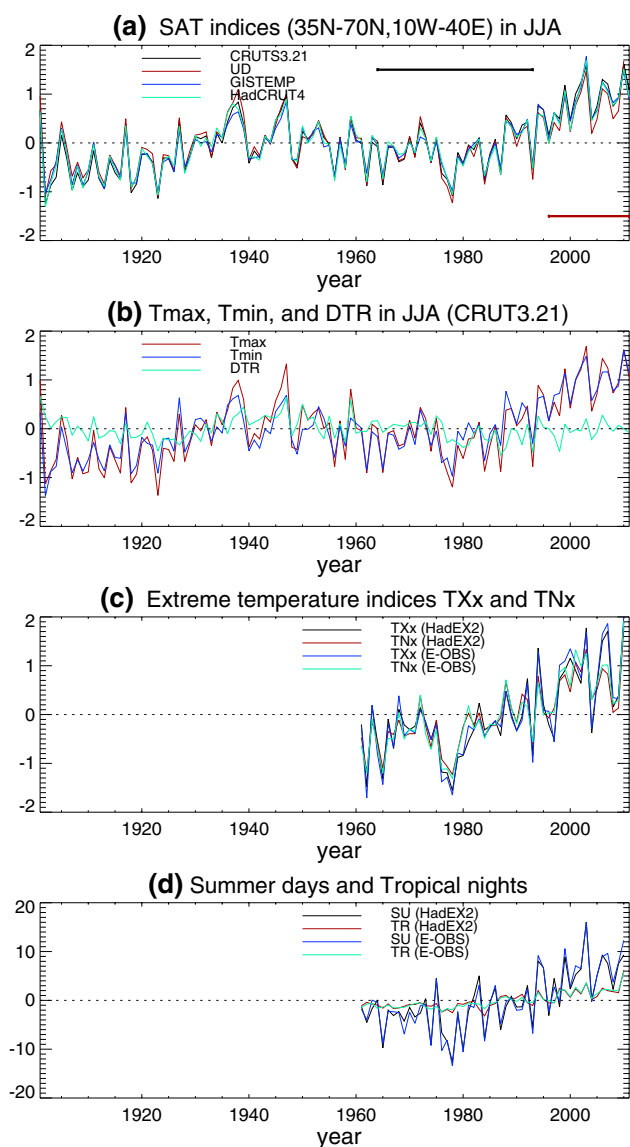 (a) SAT indices (35N-70N,10W-40E) in JJA
2
CRUTS3.21
UD
GISTEMP
HadCRUT4
1
0
-1
-2
1920 1940 1960 1980 2000
year
(b) Tmax, Tmin, and DTR in JJA (CRUT3.21)
2
Tmax
Tmin
DTR
1
0
-1
-2
1920 1940 1960 1980 2000
year
(c) Extreme temperature indices TXx and TNx
2
TXx (HadEX2)
TNx (HadEX2)
TXx (E-OBS)
TNx (E-OBS)
1
0
-1
-2
1920 1940 1960 1980 2000
year
(d) Summer days and Tropical nights
20
SU (HadEX2)
TR (HadEX2)
SU (E-OBS)
TR (E-OBS)
10
0
-10
-20
1920 1940 1960 1980 2000
year